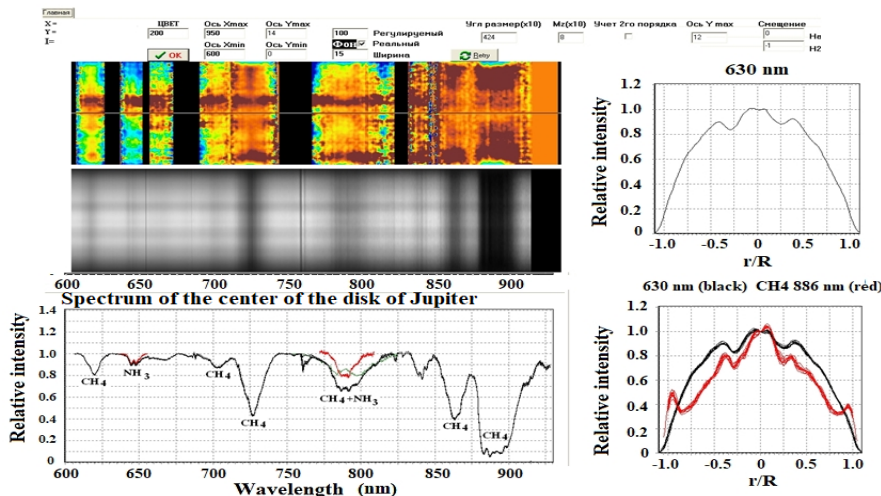 Главная
X =
Y =
I=
ЦВЕТ
200
Ось Xmax
950
Ось Ymax
14
100
Регулируемый
Угл размер(x10)
424
Mz(x10)
0
Учет 2го порядка
Ось Y max
12
Смещение
0
Не
ОК
Ось Xmin
600
Ось Ymin
0
Фон
Реальный
15
Ширина
Retry
-1
H2
600 650 700 750 800 850 900
Spectrum of the center of the disk of Jupiter
Relative intensity
1.4
1.2
1.0
0.8
0.6
0.4
0.2
0
CH4
NH3
CH4
CH4
CH4+NH3
CH4
CH4
600 650 700 750 800 850 900
Wavelength (nm)
630 nm
Relative intensity
1.2
1.0
0.8
0.6
0.4
0.2
0
-1.0 -0.5 0 0.5 1.0
r/R
630 nm (black) CH4 886 nm (red)
Relative intensity
1.2
1.0
0.8
0.6
0.4
0.2
0
-1.0 -0.5 0 0.5 1.0
r/R